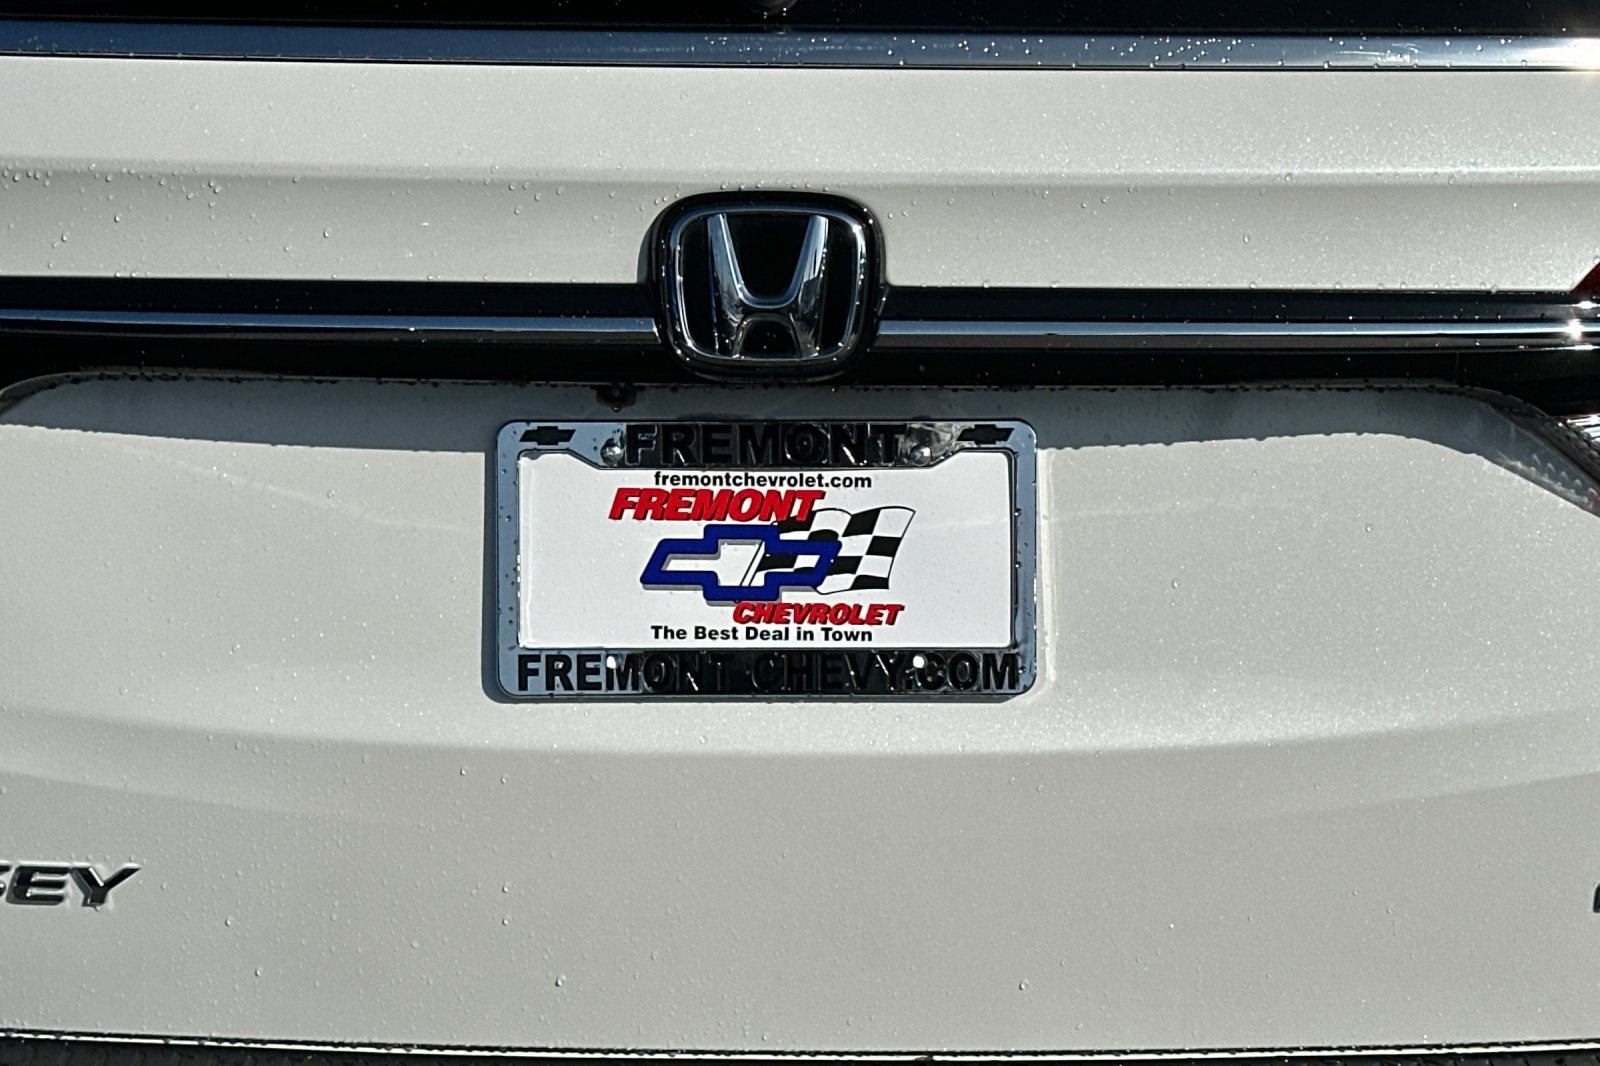 FREMONT
fremontchevrolet.com
FREMONT
CHEVROLET
The Best Deal in Town
FREMONT CHEVY.COM
SEY